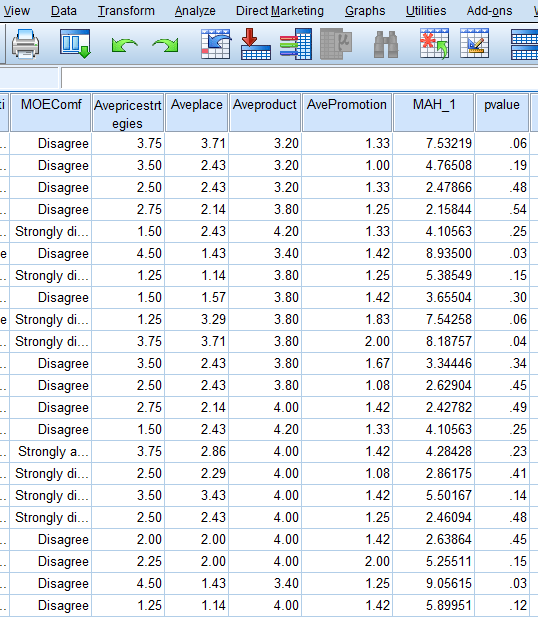 View Data Transform Analyze Direct Marketing Graphs Utilities Add-ons
MOEComf Avepricestrt Aveplace Aveproduct AvePromotion MAH_1 pvalue
egies
... Disagree 3.75 3.71 3.20 1.33 7.53219 .06
... Disagree 3.50 2.43 3.20 1.00 4.76508 .19
... Disagree 2.50 2.43 3.20 1.33 2.47866 .48
... Disagree 2.75 2.14 3.80 1.25 2.15844 .54
... Strongly di... 1.50 2.43 4.20 1.33 4.10563 .25
e Disagree 4.50 1.43 3.40 1.42 8.93500 .03
... Strongly di... 1.25 1.14 3.80 1.25 5.38549 .15
... Disagree 1.50 1.57 3.80 1.42 3.65504 .30
e Strongly di... 1.25 3.29 3.80 1.83 7.54258 .06
... Strongly di... 3.75 3.71 3.80 2.00 8.18757 .04
... Disagree 3.50 2.43 3.80 1.67 3.34446 .34
... Disagree 2.50 2.43 3.80 1.08 2.62904 .45
... Disagree 2.75 2.14 4.00 1.42 2.42782 .49
... Disagree 1.50 2.43 4.20 1.33 4.10563 .25
... Strongly a... 3.75 2.86 4.00 1.42 4.28428 .23
... Strongly di... 2.50 2.29 4.00 1.08 2.86175 .41
... Strongly di... 3.50 3.43 4.00 1.42 5.50167 .14
... Strongly di... 2.50 2.43 4.00 1.25 2.46094 .48
... Disagree 2.00 2.00 4.00 1.42 2.63864 .45
... Disagree 2.25 2.00 4.00 2.00 5.25511 .15
... Disagree 4.50 1.43 3.40 1.25 9.05615 .03
... Disagree 1.25 1.14 4.00 1.42 5.89951 .12